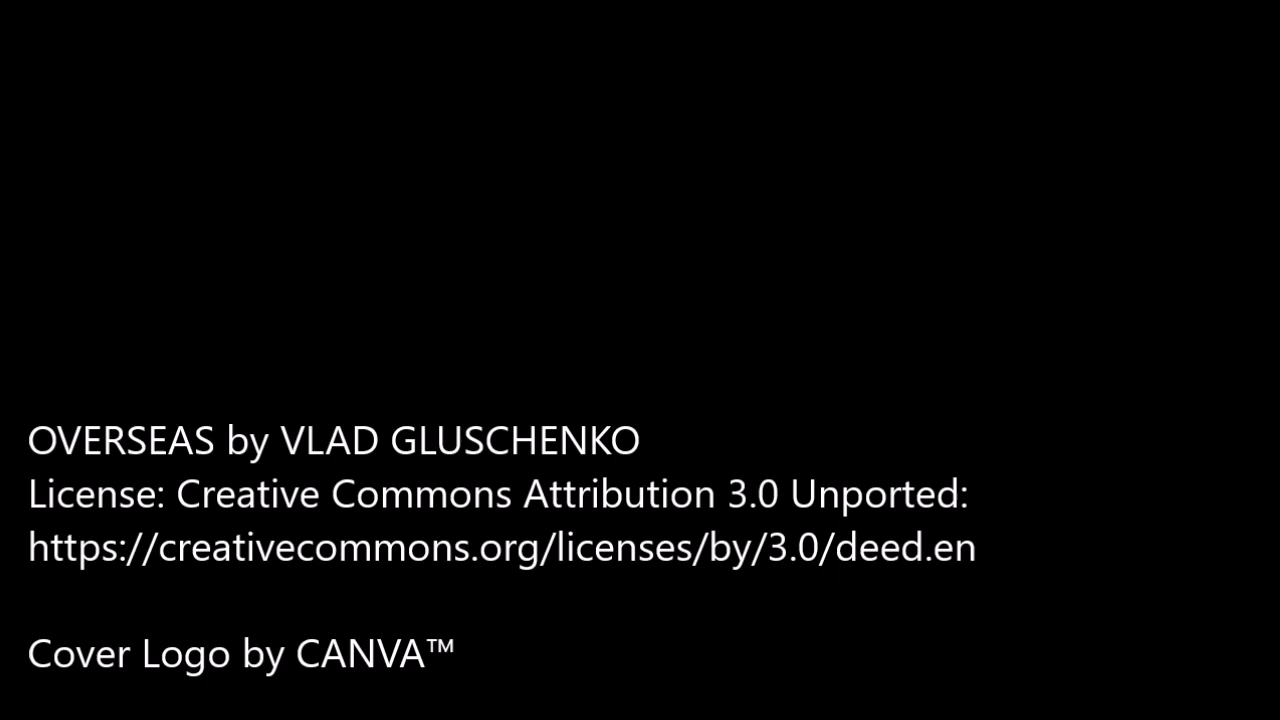 OVERSEAS by VLAD GLUSCHENKO
License: Creative Commons Attribution 3.0 Unported:
https://creativecommons.org/licenses/by/3.0/deed.en
Cover Logo by CANVA™